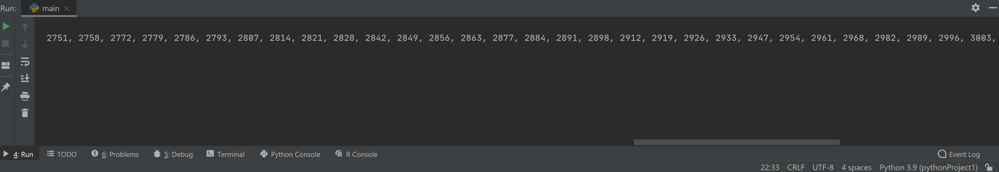 Run: main
2751, 2758, 2772, 2779, 2786, 2793, 2807, 2814, 2821, 2828, 2842, 2849, 2856, 2863, 2877, 2884, 2891, 2898, 2912, 2919, 2926, 2933, 2947, 2954, 2961, 2968, 2982, 2989, 2996, 3003,
4: Run TODO 6: Problems 5: Debug Terminal Python Console R Console Event Log
22:33 CRLF UTF-8 4 spaces Python 3.9 (pythonProject1)